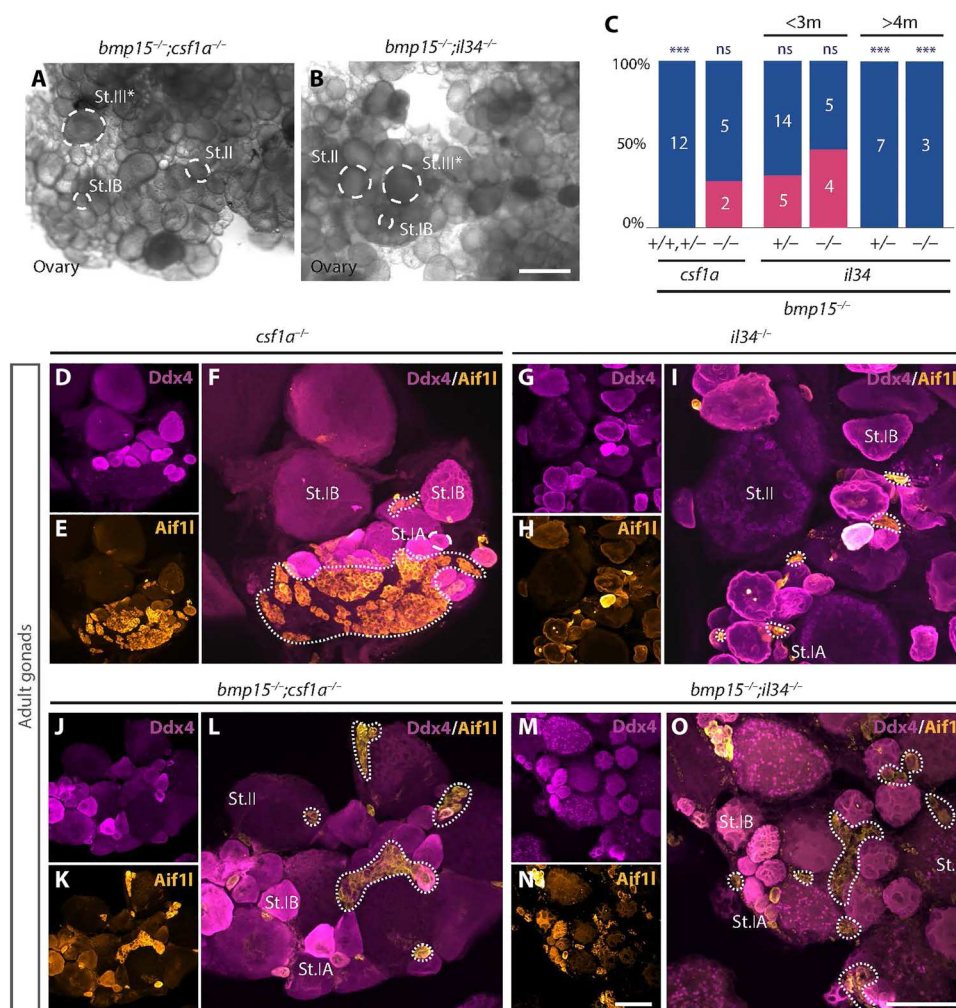 bmp15⁻/⁻;csf1a⁻/⁻
bmp15⁻/⁻;il34⁻/⁻
A
St.III*
St.II
St.IB
Ovary
B
St.II
St.III*
St.IB
Ovary
C
<3m >4m
*** ns ns ns *** ***
100%
50%
0%
12 5 14 5 7 3
2 5 4
+/+,+/– –/– +/– –/– +/– –/–
csf1a il34
bmp15⁻/⁻
csf1a⁻/⁻ il34⁻/⁻
Adult gonads
D Ddx4
E Aif1l
F Ddx4/Aif1l
St.IB
St.IB
St.IA
G Ddx4
H Aif1l
I Ddx4/Aif1l
St.IB
St.II
St.IA
bmp15⁻/⁻;csf1a⁻/⁻ bmp15⁻/⁻;il34⁻/⁻
J Ddx4
K Aif1l
L Ddx4/Aif1l
St.II
St.IB
St.IA
M Ddx4
N Aif1l
O Ddx4/Aif1l
St.IB
St.
St.IA